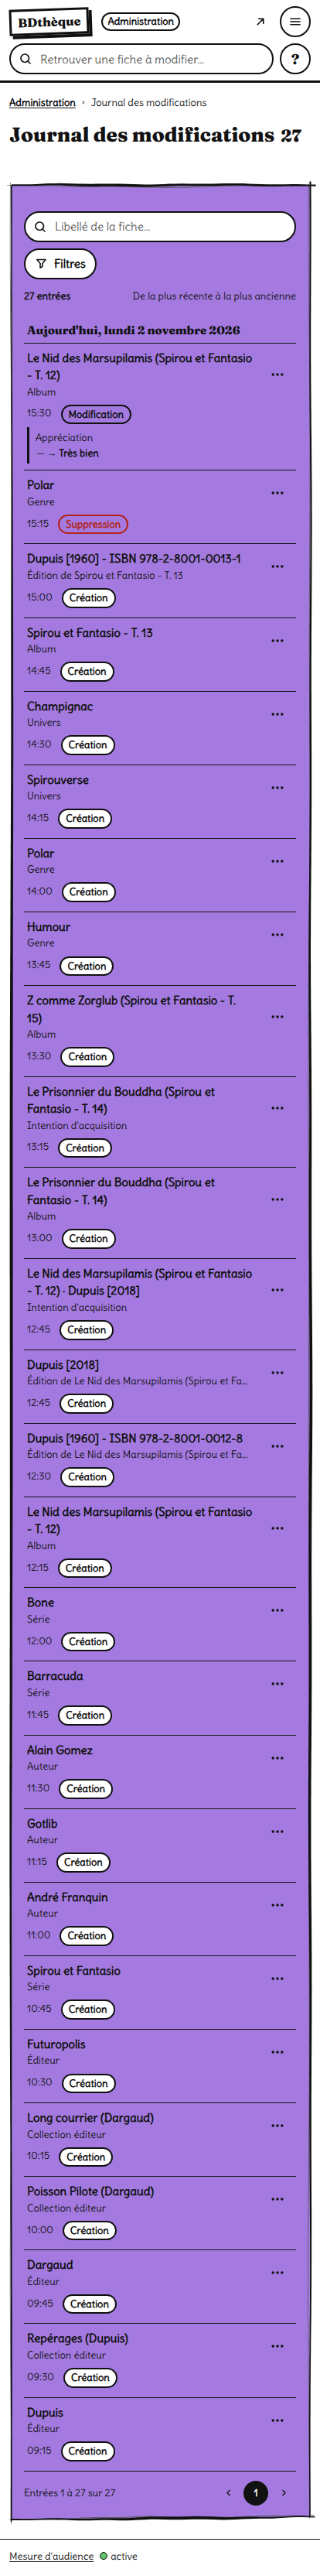 BDthèque
Administration
Retrouver une fiche à modifier...
?
Administration › Journal des modifications
Journal des modifications 27
Libellé de la fiche...
Filtres
27 entrées
De la plus récente à la plus ancienne
Aujourd'hui, lundi 2 novembre 2026
Le Nid des Marsupilamis (Spirou et Fantasio
- T. 12)
Album
15:30 Modification
Appréciation
— → Très bien
Polar
Genre
15:15 Suppression
Dupuis [1960] - ISBN 978-2-8001-0013-1
Édition de Spirou et Fantasio - T. 13
15:00 Création
Spirou et Fantasio - T. 13
Album
14:45 Création
Champignac
Univers
14:30 Création
Spirouverse
Univers
14:15 Création
Polar
Genre
14:00 Création
Humour
Genre
13:45 Création
Z comme Zorglub (Spirou et Fantasio - T.
15)
Album
13:30 Création
Le Prisonnier du Bouddha (Spirou et
Fantasio - T. 14)
Intention d'acquisition
13:15 Création
Le Prisonnier du Bouddha (Spirou et
Fantasio - T. 14)
Album
13:00 Création
Le Nid des Marsupilamis (Spirou et Fantasio
- T. 12) · Dupuis [2018]
Intention d'acquisition
12:45 Création
Dupuis [2018]
Édition de Le Nid des Marsupilamis (Spirou et Fa...
12:45 Création
Dupuis [1960] - ISBN 978-2-8001-0012-8
Édition de Le Nid des Marsupilamis (Spirou et Fa...
12:30 Création
Le Nid des Marsupilamis (Spirou et Fantasio
- T. 12)
Album
12:15 Création
Bone
Série
12:00 Création
Barracuda
Série
11:45 Création
Alain Gomez
Auteur
11:30 Création
Gotlib
Auteur
11:15 Création
André Franquin
Auteur
11:00 Création
Spirou et Fantasio
Série
10:45 Création
Futuropolis
Éditeur
10:30 Création
Long courrier (Dargaud)
Collection éditeur
10:15 Création
Poisson Pilote (Dargaud)
Collection éditeur
10:00 Création
Dargaud
Éditeur
09:45 Création
Repérages (Dupuis)
Collection éditeur
09:30 Création
Dupuis
Éditeur
09:15 Création
Entrées 1 à 27 sur 27
‹ 1 ›
Mesure d'audience active